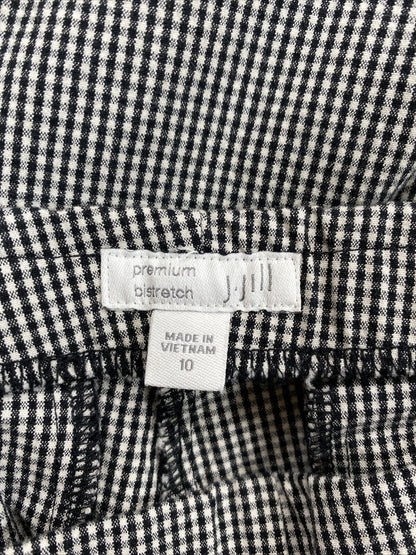 premium
bistretch
j.jill
MADE IN
VIETNAM
10